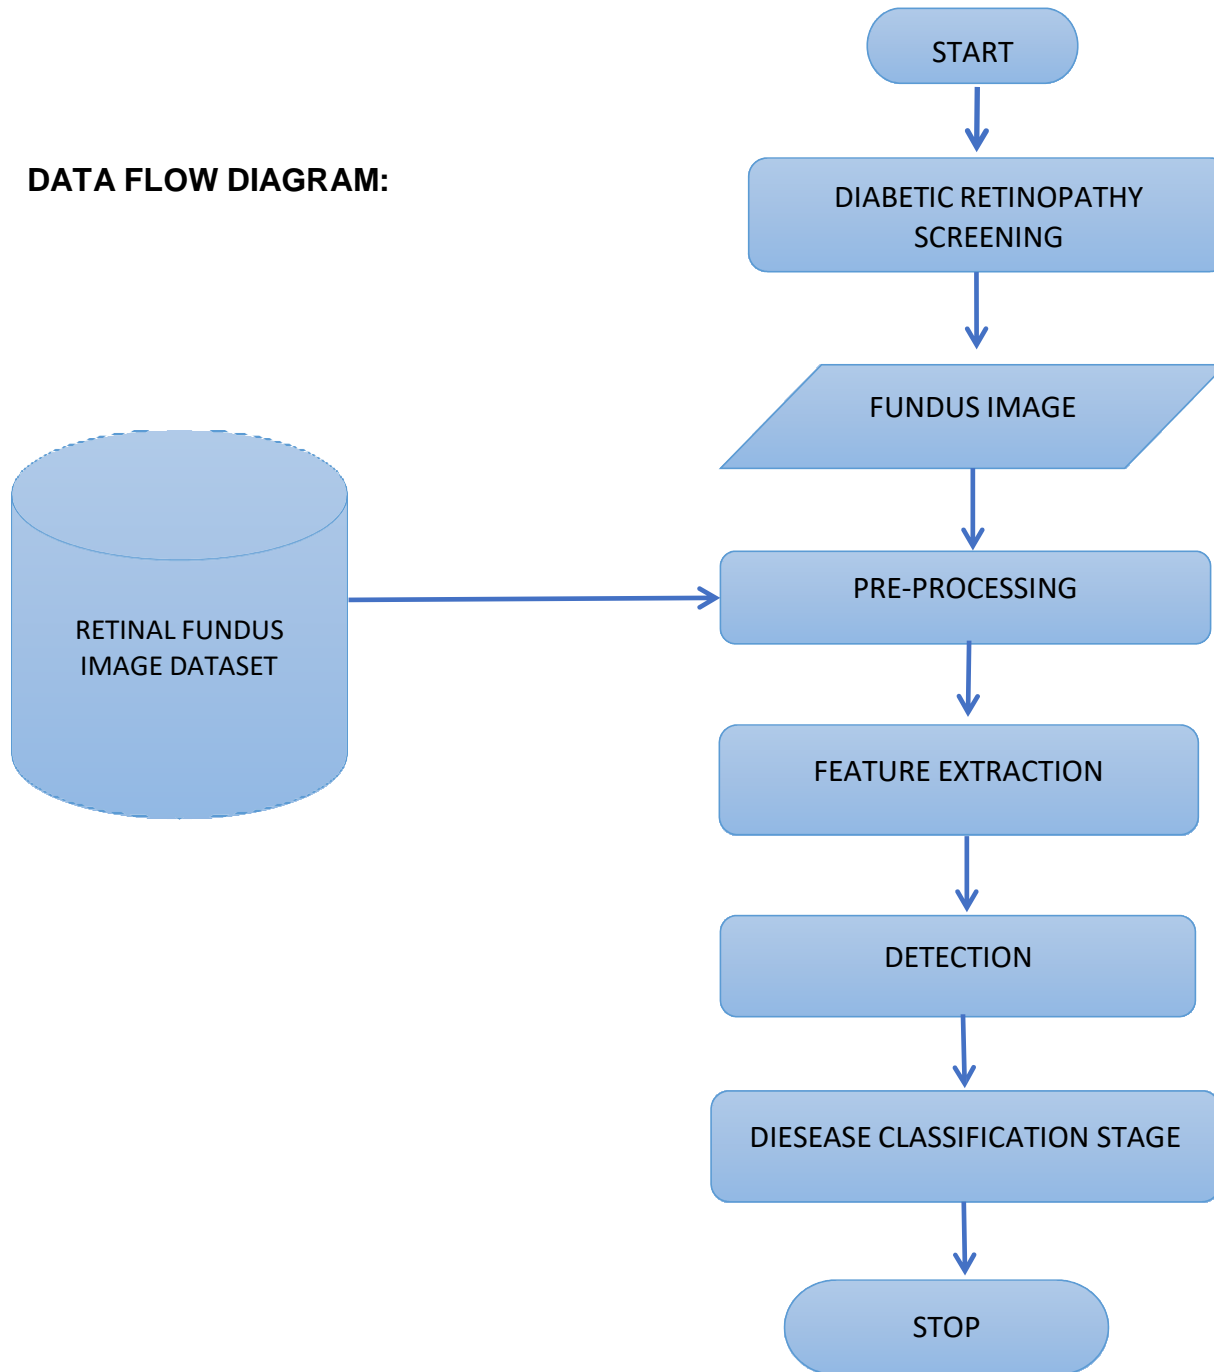 START
DATA FLOW DIAGRAM:
DIABETIC RETINOPATHY
SCREENING
FUNDUS IMAGE
RETINAL FUNDUS
IMAGE DATASET
PRE-PROCESSING
FEATURE EXTRACTION
DETECTION
DIESEASE CLASSIFICATION STAGE
STOP